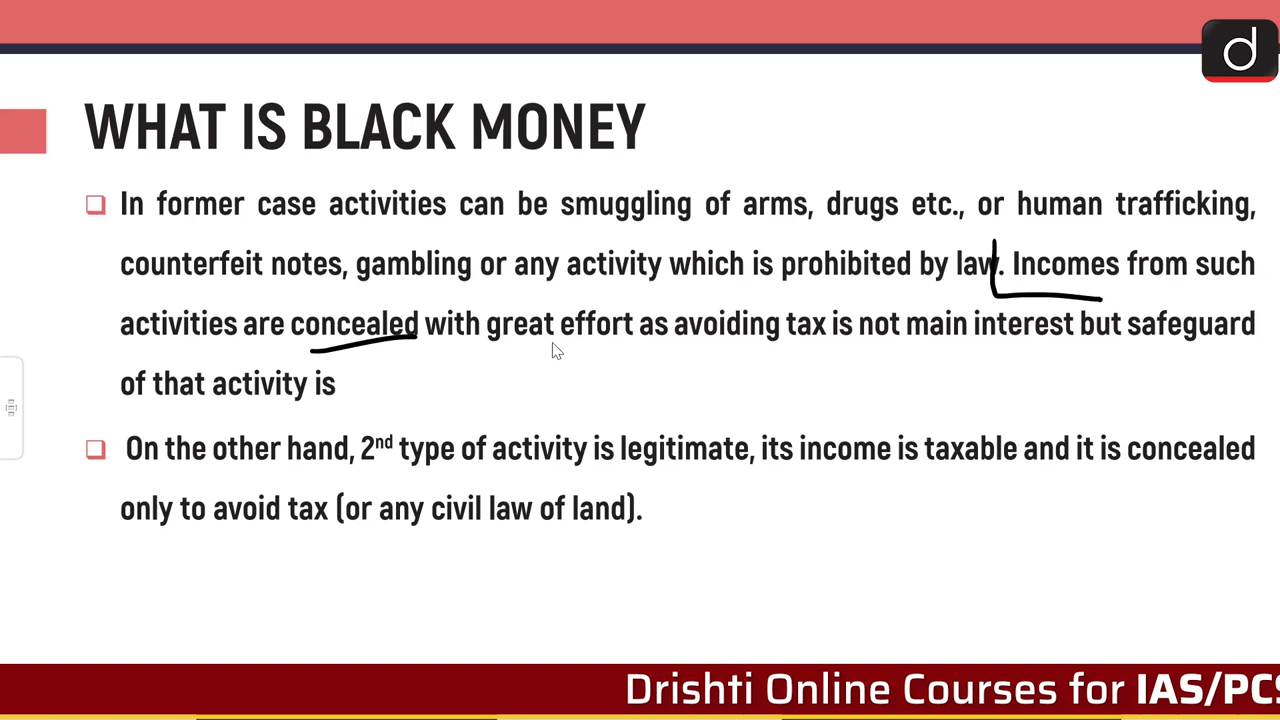 d
WHAT IS BLACK MONEY
In former case activities can be smuggling of arms, drugs etc., or human trafficking,
counterfeit notes, gambling or any activity which is prohibited by law. Incomes from such
activities are concealed with great effort as avoiding tax is not main interest but safeguard
of that activity is
On the other hand, 2nd type of activity is legitimate, its income is taxable and it is concealed
only to avoid tax (or any civil law of land).
Drishti Online Courses for IAS/PCS